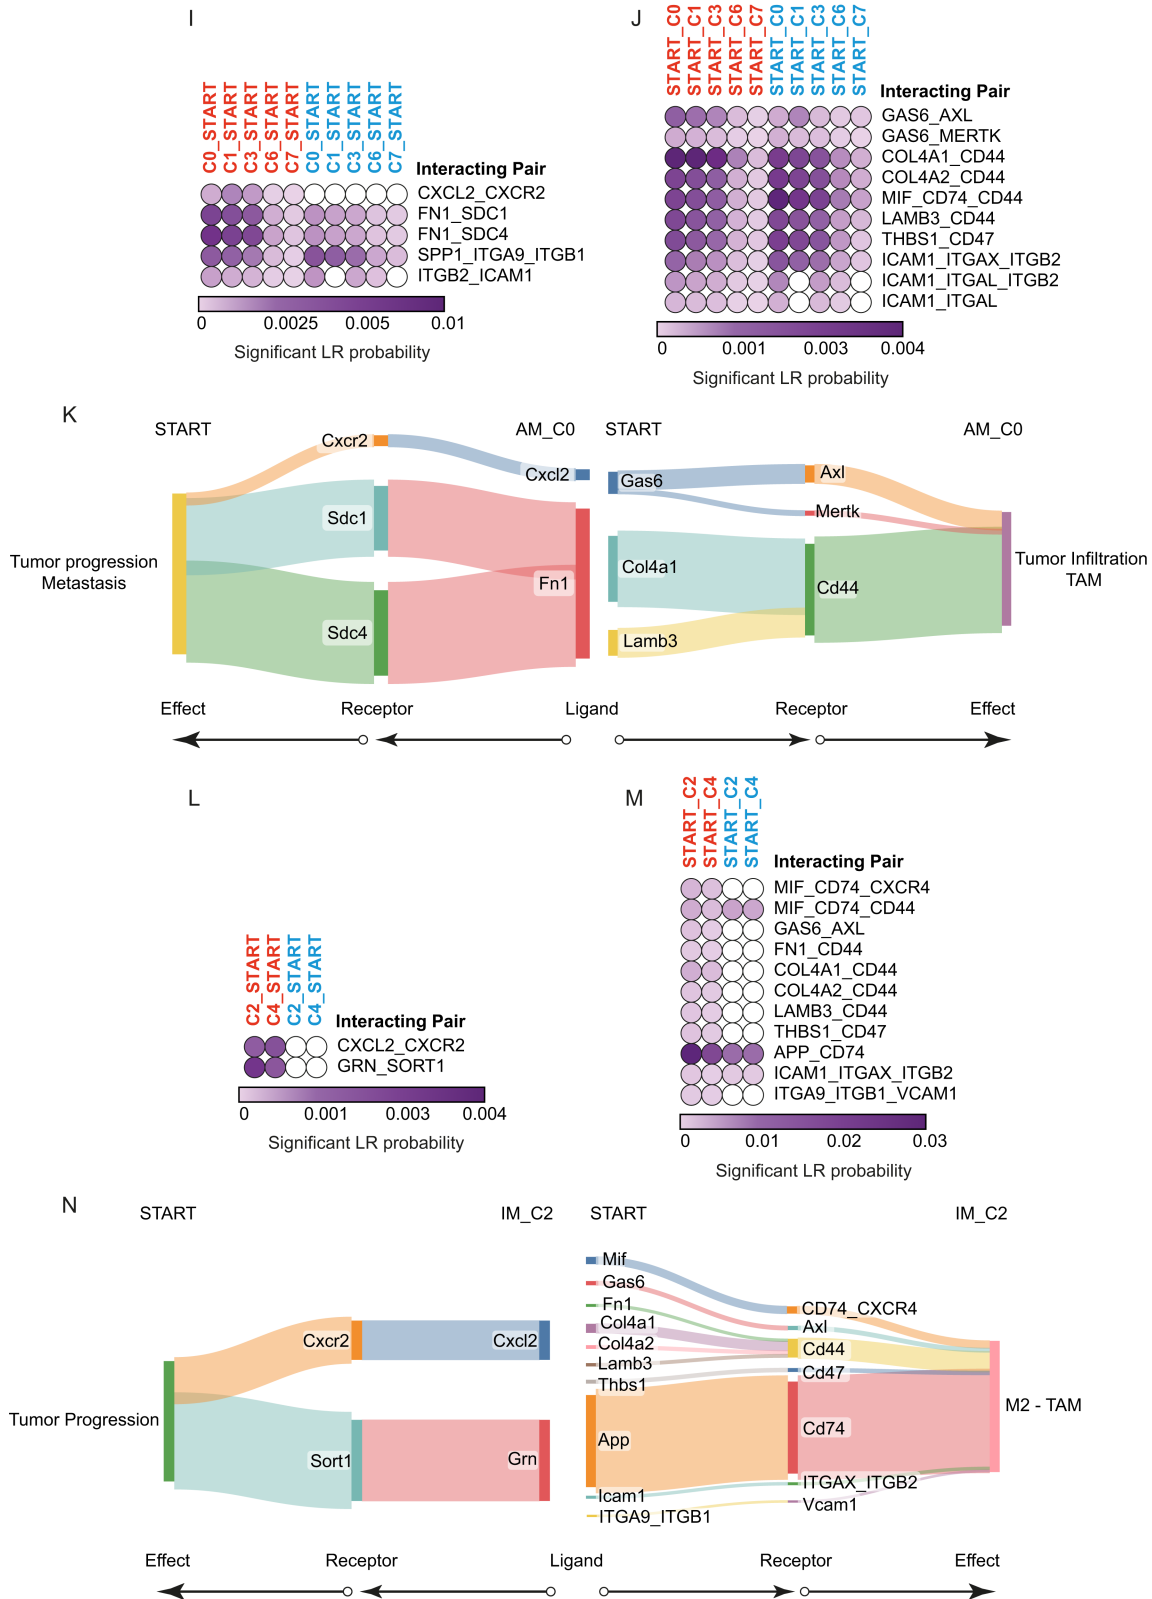 I
C0_START
C1_START
C3_START
C6_START
C7_START
C0_START
C1_START
C3_START
C6_START
C7_START
Interacting Pair
CXCL2_CXCR2
FN1_SDC1
FN1_SDC4
SPP1_ITGA9_ITGB1
ITGB2_ICAM1
0 0.0025 0.005 0.01
Significant LR probability
J
START_C0
START_C1
START_C3
START_C6
START_C7
START_C0
START_C1
START_C3
START_C6
START_C7
Interacting Pair
GAS6_AXL
GAS6_MERTK
COL4A1_CD44
COL4A2_CD44
MIF_CD74_CD44
LAMB3_CD44
THBS1_CD47
ICAM1_ITGAX_ITGB2
ICAM1_ITGAL_ITGB2
ICAM1_ITGAL
0 0.001 0.003 0.004
Significant LR probability
K
START AM_C0
Cxcr2
Cxcl2
Sdc1
Tumor progression
Metastasis
Fn1
Sdc4
Effect Receptor Ligand
START AM_C0
Gas6
Axl
Mertk
Col4a1
Cd44
Tumor Infiltration
TAM
Lamb3
Receptor Effect
L
C2_START
C4_START
C2_START
C4_START
Interacting Pair
CXCL2_CXCR2
GRN_SORT1
0 0.001 0.003 0.004
Significant LR probability
M
START_C2
START_C4
START_C2
START_C4
Interacting Pair
MIF_CD74_CXCR4
MIF_CD74_CD44
GAS6_AXL
FN1_CD44
COL4A1_CD44
COL4A2_CD44
LAMB3_CD44
THBS1_CD47
APP_CD74
ICAM1_ITGAX_ITGB2
ITGA9_ITGB1_VCAM1
0 0.01 0.02 0.03
Significant LR probability
N
START IM_C2
Cxcr2 Cxcl2
Tumor Progression
Sort1 Grn
Effect Receptor Ligand
START IM_C2
Mif
Gas6
Fn1
Col4a1
Col4a2
Lamb3
Thbs1
App
Icam1
ITGA9_ITGB1
CD74_CXCR4
Axl
Cd44
Cd47
Cd74
ITGAX_ITGB2
Vcam1
M2 - TAM
Receptor Effect